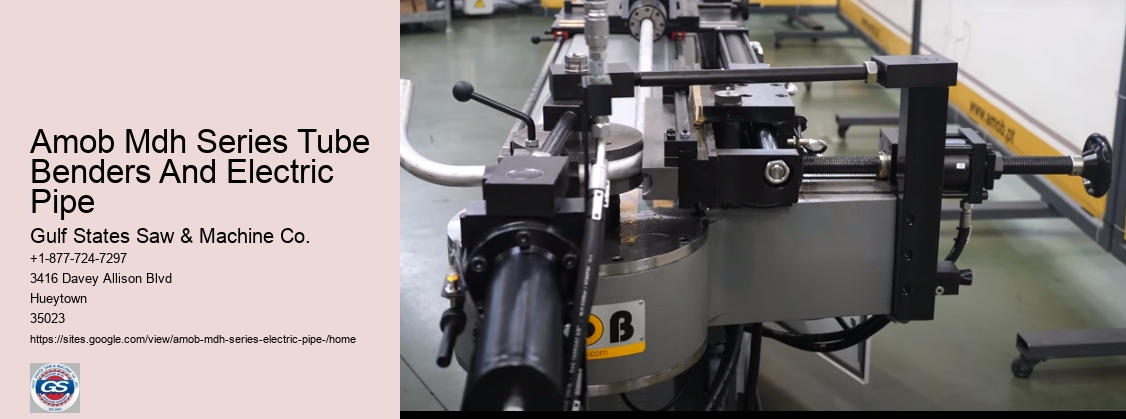 Amob Mdh Series Tube
Benders And Electric
Pipe
Gulf States Saw & Machine Co.
+1-877-724-7297
3416 Davey Allison Blvd
Hueytown
35023
https://sites.google.com/view/amob-mdh-series-electric-pipe-/home
GS
www.amob.pt
OB
.com